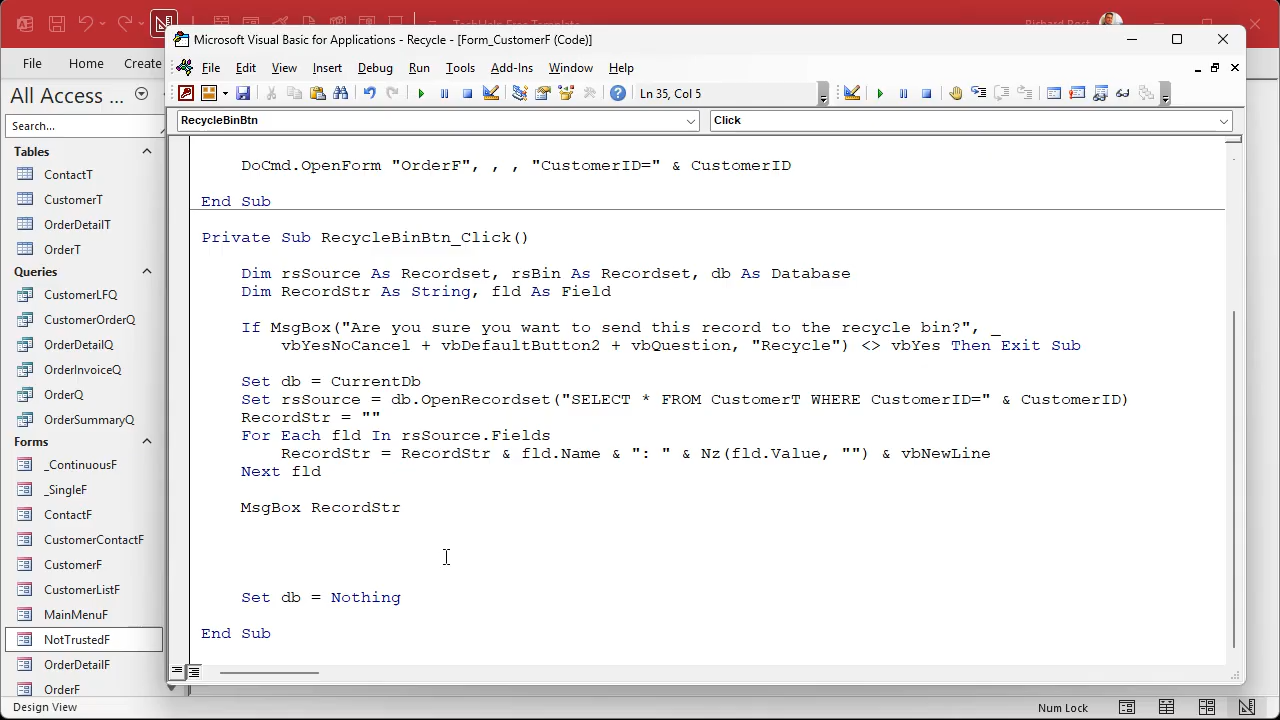 TechHelp Free Template
Richard Rost
File
Home
Create
Microsoft Visual Basic for Applications - Recycle - [Form_CustomerF (Code)]
File Edit View Insert Debug Run Tools Add-Ins Window Help
Ln 35, Col 5
RecycleBinBtn
Click
All Access ...
Search...
Tables
ContactT
CustomerT
OrderDetailT
OrderT
Queries
CustomerLFQ
CustomerOrderQ
OrderDetailQ
OrderInvoiceQ
OrderQ
OrderSummaryQ
Forms
_ContinuousF
_SingleF
ContactF
CustomerContactF
CustomerF
CustomerListF
MainMenuF
NotTrustedF
OrderDetailF
OrderF
DoCmd.OpenForm "OrderF", , , "CustomerID=" & CustomerID
End Sub
Private Sub RecycleBinBtn_Click()
Dim rsSource As Recordset, rsBin As Recordset, db As Database
Dim RecordStr As String, fld As Field
If MsgBox("Are you sure you want to send this record to the recycle bin?", _
vbYesNoCancel + vbDefaultButton2 + vbQuestion, "Recycle") <> vbYes Then Exit Sub
Set db = CurrentDb
Set rsSource = db.OpenRecordset("SELECT * FROM CustomerT WHERE CustomerID=" & CustomerID)
RecordStr = ""
For Each fld In rsSource.Fields
RecordStr = RecordStr & fld.Name & ": " & Nz(fld.Value, "") & vbNewLine
Next fld
MsgBox RecordStr
Set db = Nothing
End Sub
Design View
Num Lock